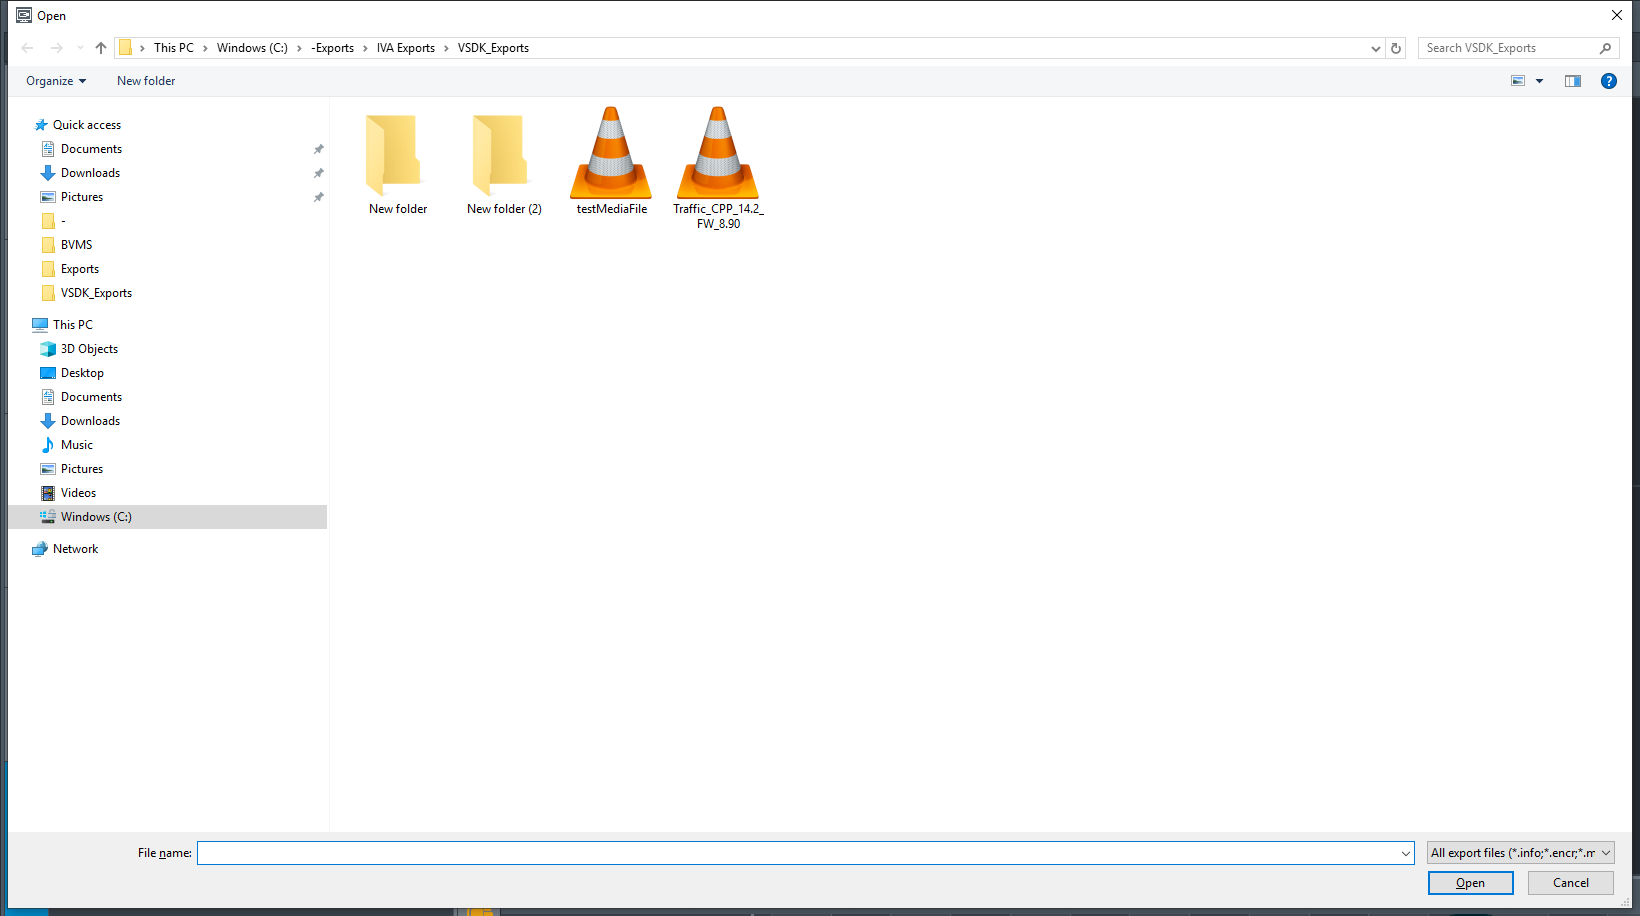 Open
This PC
Windows (C:)
-Exports
IVA Exports
VSDK_Exports
Search VSDK_Exports
Organize
New folder
Quick access
Documents
Downloads
Pictures
-
BVMS
Exports
VSDK_Exports
This PC
3D Objects
Desktop
Documents
Downloads
Music
Pictures
Videos
Windows (C:)
Network
New folder
New folder (2)
testMediaFile
Traffic_CPP_14.2_
FW_8.90
File name:
All export files (*.info;*.encr;*.m
Open
Cancel